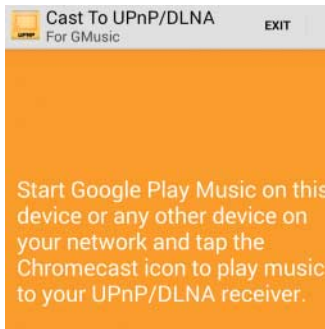 Cast To UPnP/DLNA
EXIT
For GMusic
UPNP
Start Google Play Music on this
device or any other device on
your network and tap the
Chromecast icon to play music
to your UPnP/DLNA receiver.